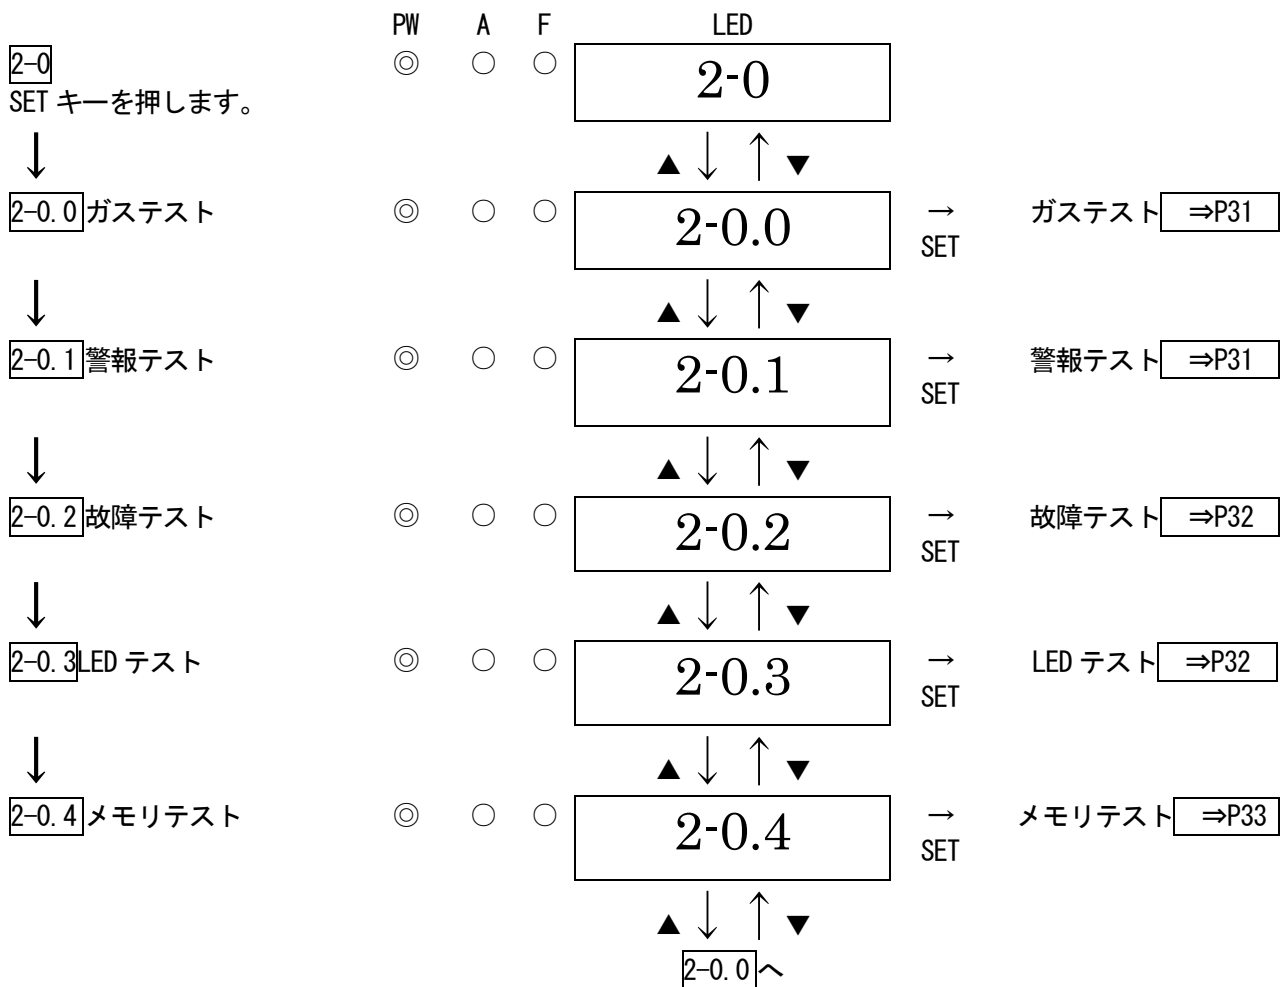 PW A F LED
2-0 ◎ ○ ○ 2-0
SET キーを押します。
↓ ▲ ↓ ↑ ▼
2-0.0 ガステスト ◎ ○ ○ 2-0.0 → ガステスト ⇒P31
SET
↓ ▲ ↓ ↑ ▼
2-0.1 警報テスト ◎ ○ ○ 2-0.1 → 警報テスト ⇒P31
SET
↓ ▲ ↓ ↑ ▼
2-0.2 故障テスト ◎ ○ ○ 2-0.2 → 故障テスト ⇒P32
SET
↓ ▲ ↓ ↑ ▼
2-0.3 LED テスト ◎ ○ ○ 2-0.3 → LED テスト ⇒P32
SET
↓ ▲ ↓ ↑ ▼
2-0.4 メモリテスト ◎ ○ ○ 2-0.4 → メモリテスト ⇒P33
SET
▲ ↓ ↑ ▼
2-0.0 へ